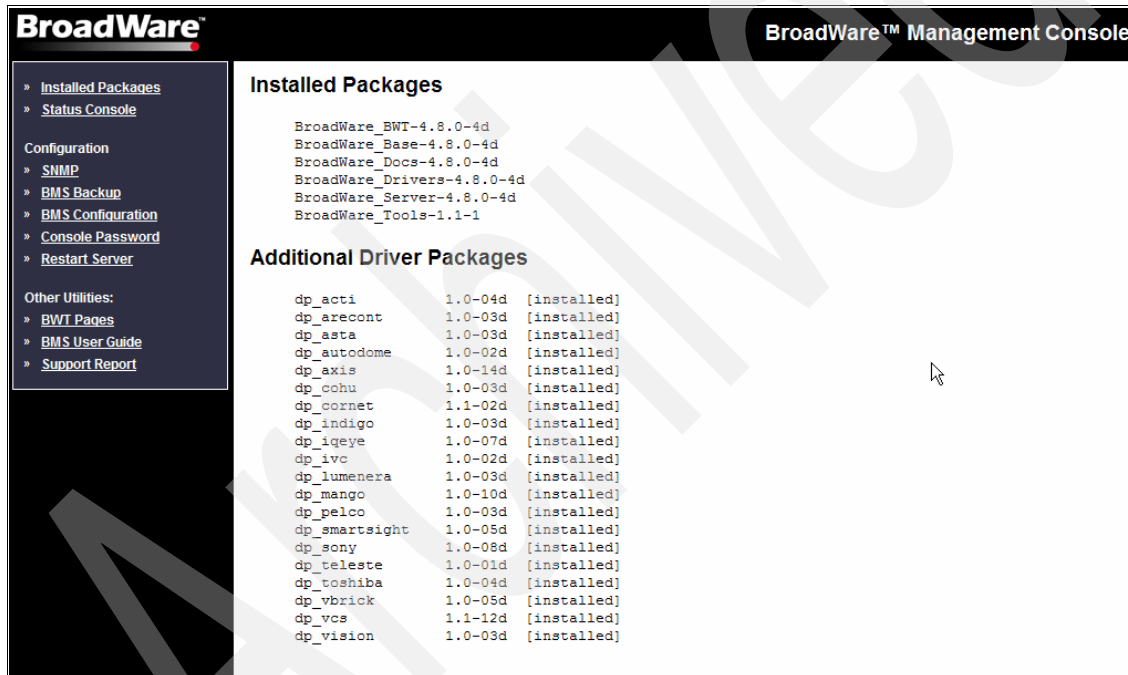 BroadWare™
BroadWare™ Management Console
» Installed Packages
» Status Console
Configuration
» SNMP
» BMS Backup
» BMS Configuration
» Console Password
» Restart Server
Other Utilities:
» BWT Pages
» BMS User Guide
» Support Report
Installed Packages
BroadWare_BWT-4.8.0-4d
BroadWare_Base-4.8.0-4d
BroadWare_Docs-4.8.0-4d
BroadWare_Drivers-4.8.0-4d
BroadWare_Server-4.8.0-4d
BroadWare_Tools-1.1-1
Additional Driver Packages
dp_acti 1.0-04d [installed]
dp_arecont 1.0-03d [installed]
dp_asta 1.0-03d [installed]
dp_autodome 1.0-02d [installed]
dp_axis 1.0-14d [installed]
dp_cohu 1.0-03d [installed]
dp_cornet 1.1-02d [installed]
dp_indigo 1.0-03d [installed]
dp_iqeye 1.0-07d [installed]
dp_ivc 1.0-02d [installed]
dp_lumenera 1.0-03d [installed]
dp_mango 1.0-10d [installed]
dp_pelco 1.0-03d [installed]
dp_smartsight 1.0-05d [installed]
dp_sony 1.0-08d [installed]
dp_teleste 1.0-01d [installed]
dp_toshiba 1.0-04d [installed]
dp_vbrick 1.0-05d [installed]
dp_vcs 1.1-12d [installed]
dp_vision 1.0-03d [installed]
Archived